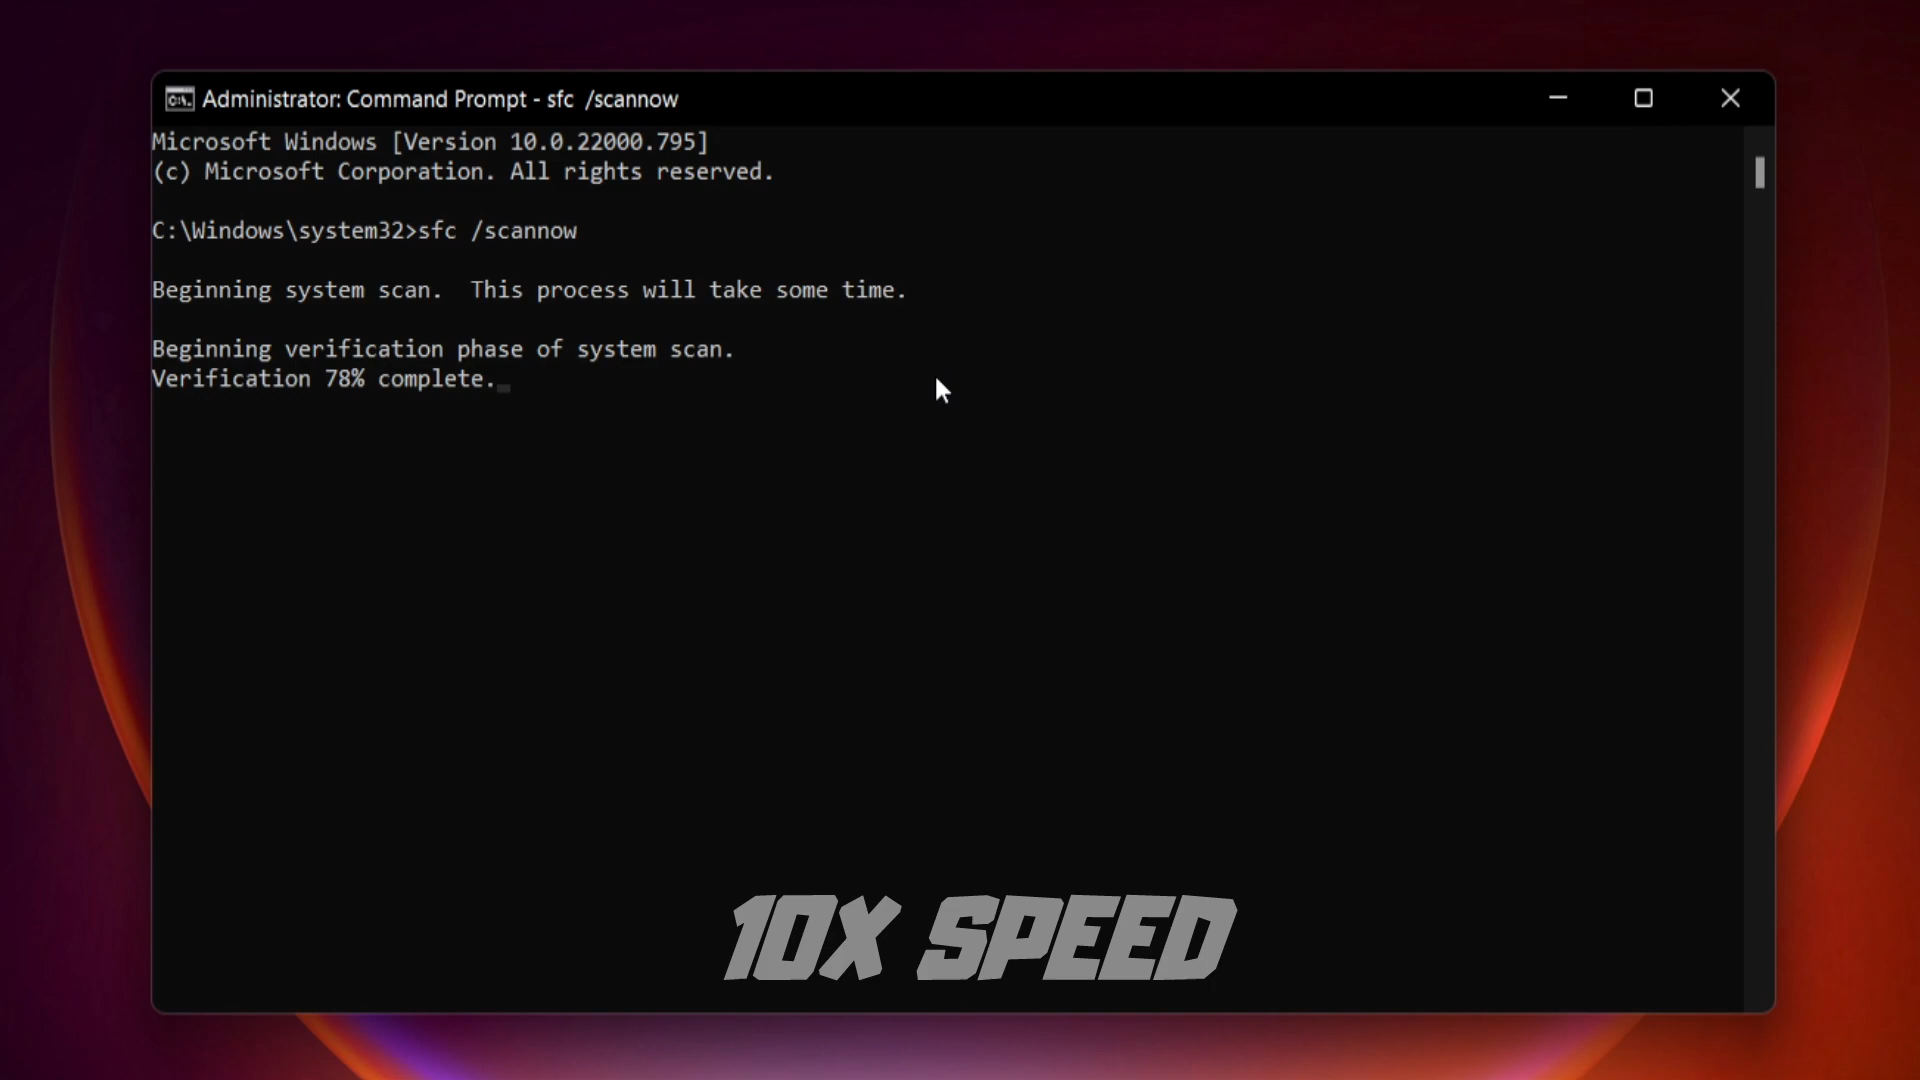 Administrator: Command Prompt - sfc  /scannow
Microsoft Windows [Version 10.0.22000.795]
(c) Microsoft Corporation. All rights reserved.
C:\Windows\system32>sfc /scannow
Beginning system scan.  This process will take some time.
Beginning verification phase of system scan.
Verification 78% complete.
10X SPEED